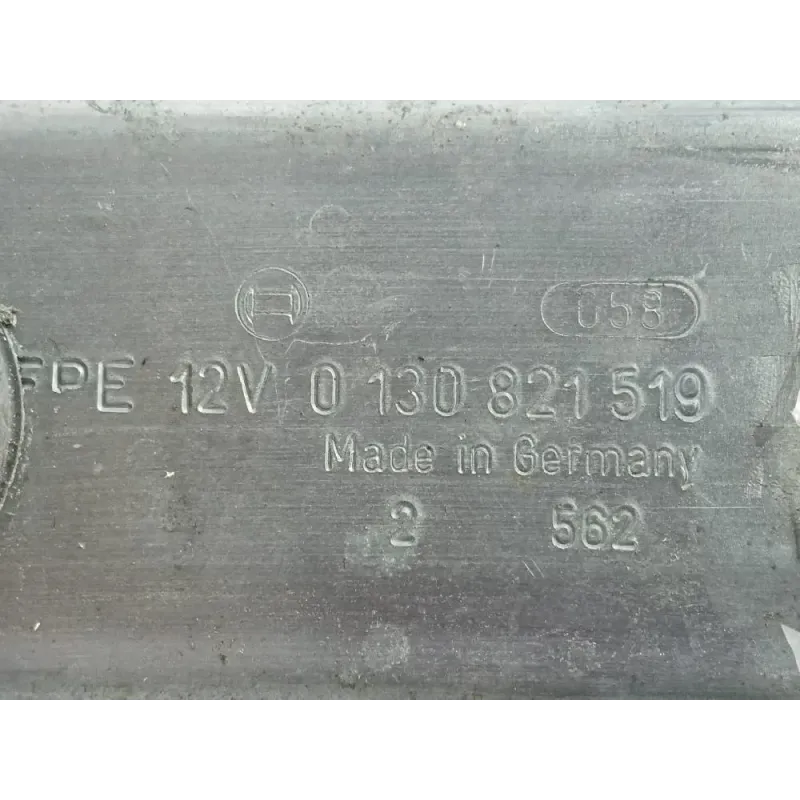 058
FPE 12V 0 130 821 519
Made in Germany
2 562